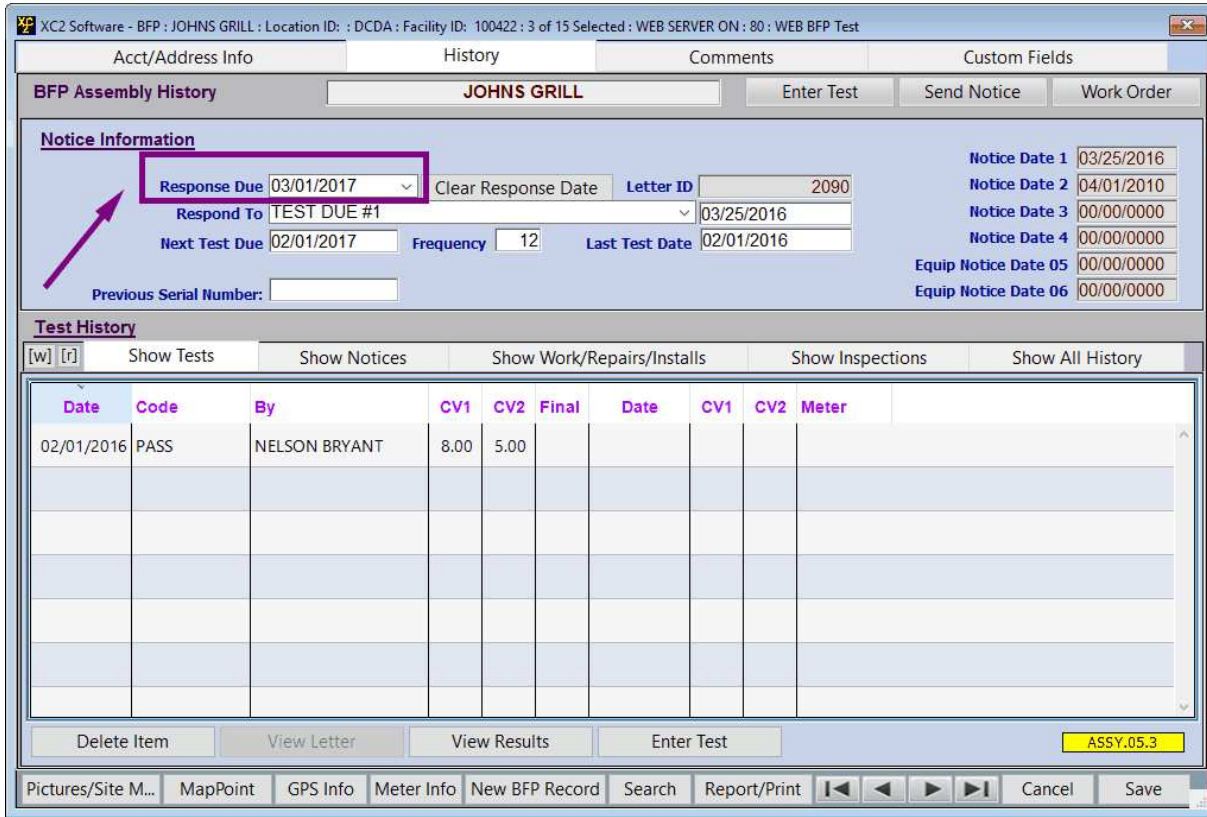 XC2 Software - BFP : JOHNS GRILL : Location ID: : DCDA : Facility ID: 100422 : 3 of 15 Selected : WEB SERVER ON : 80 : WEB BFP Test
Acct/Address Info History Comments Custom Fields
BFP Assembly History JOHNS GRILL Enter Test Send Notice Work Order
Notice Information
Notice Date 1 03/25/2016
Response Due 03/01/2017 Clear Response Date Letter ID 2090 Notice Date 2 04/01/2010
Respond To TEST DUE #1 03/25/2016 Notice Date 3 00/00/0000
Next Test Due 02/01/2017 Frequency 12 Last Test Date 02/01/2016 Notice Date 4 00/00/0000
Equip Notice Date 05 00/00/0000
Previous Serial Number: Equip Notice Date 06 00/00/0000
Test History
[w] [r] Show Tests Show Notices Show Work/Repairs/Installs Show Inspections Show All History
Date Code By CV1 CV2 Final Date CV1 CV2 Meter
02/01/2016 PASS NELSON BRYANT 8.00 5.00
Delete Item View Letter View Results Enter Test ASSY.05.3
Pictures/Site M... MapPoint GPS Info Meter Info New BFP Record Search Report/Print Cancel Save